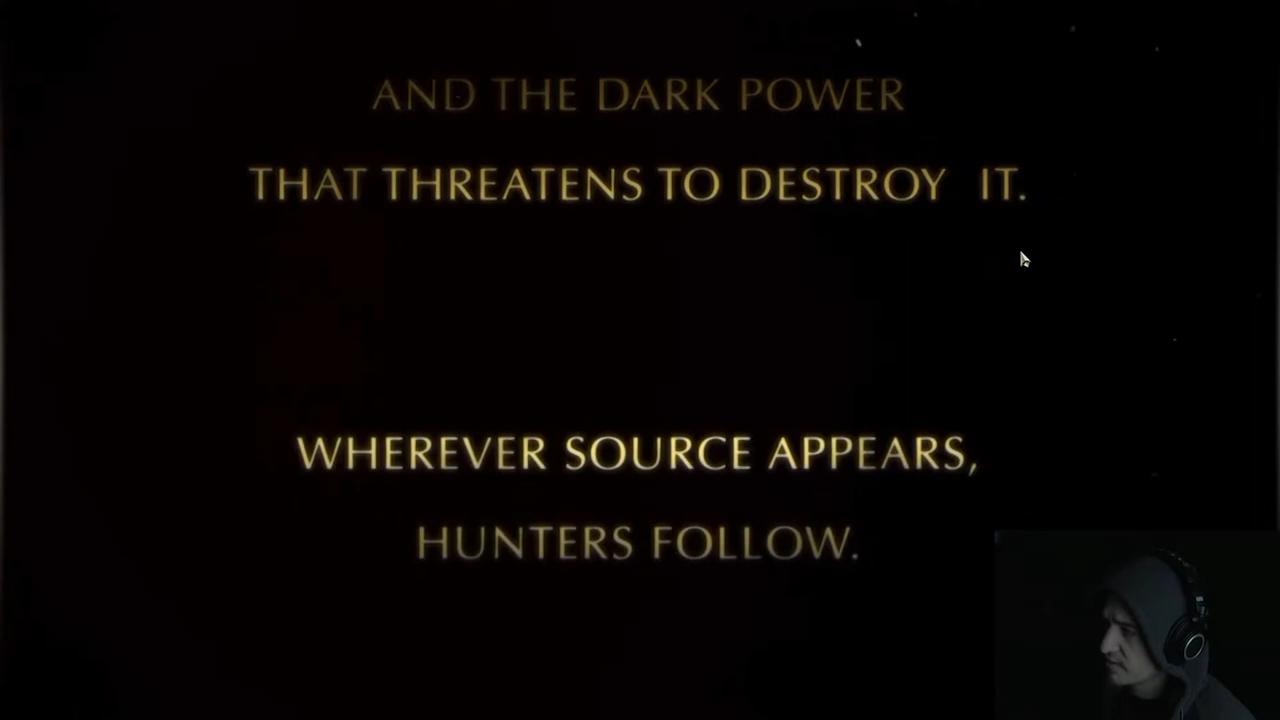 AND THE DARK POWER
THAT THREATENS TO DESTROY IT.
WHEREVER SOURCE APPEARS,
HUNTERS FOLLOW.